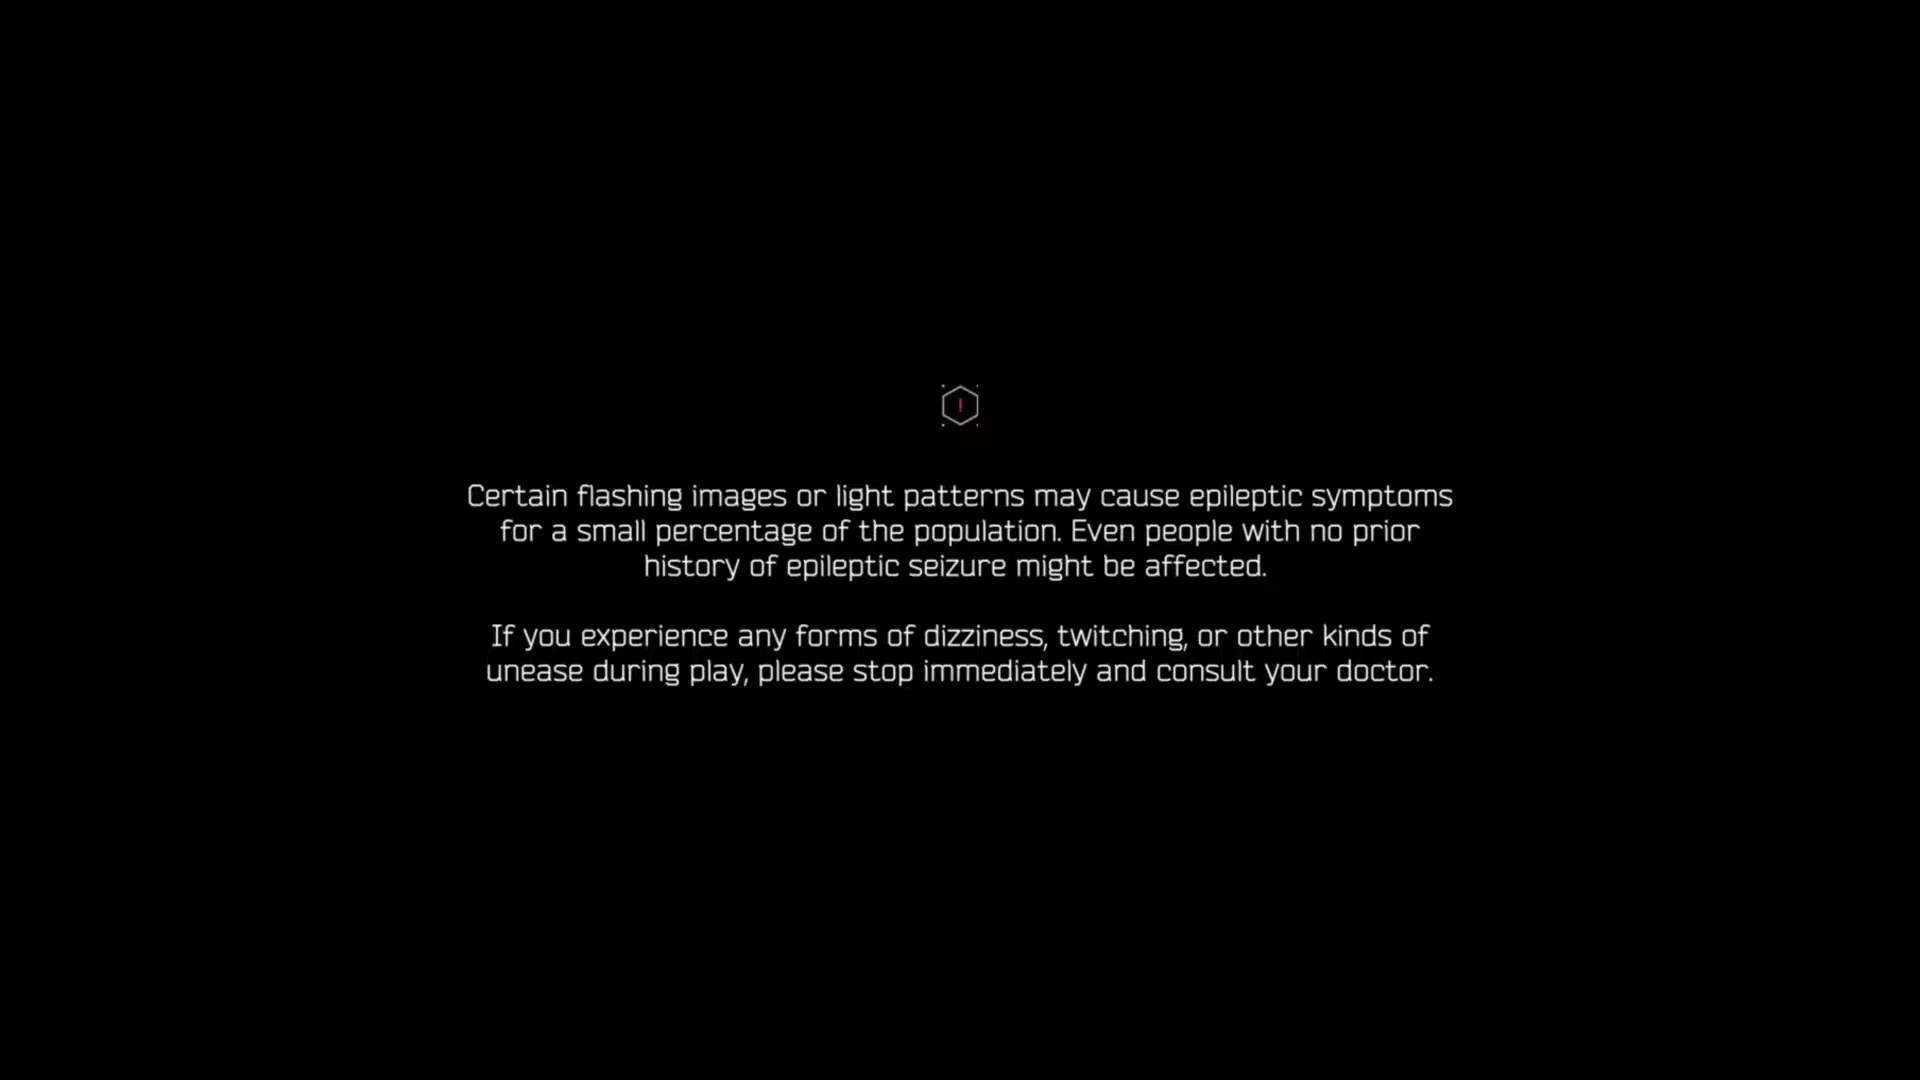 !
Certain flashing images or light patterns may cause epileptic symptoms
for a small percentage of the population. Even people with no prior
history of epileptic seizure might be affected.
If you experience any forms of dizziness, twitching, or other kinds of
unease during play, please stop immediately and consult your doctor.